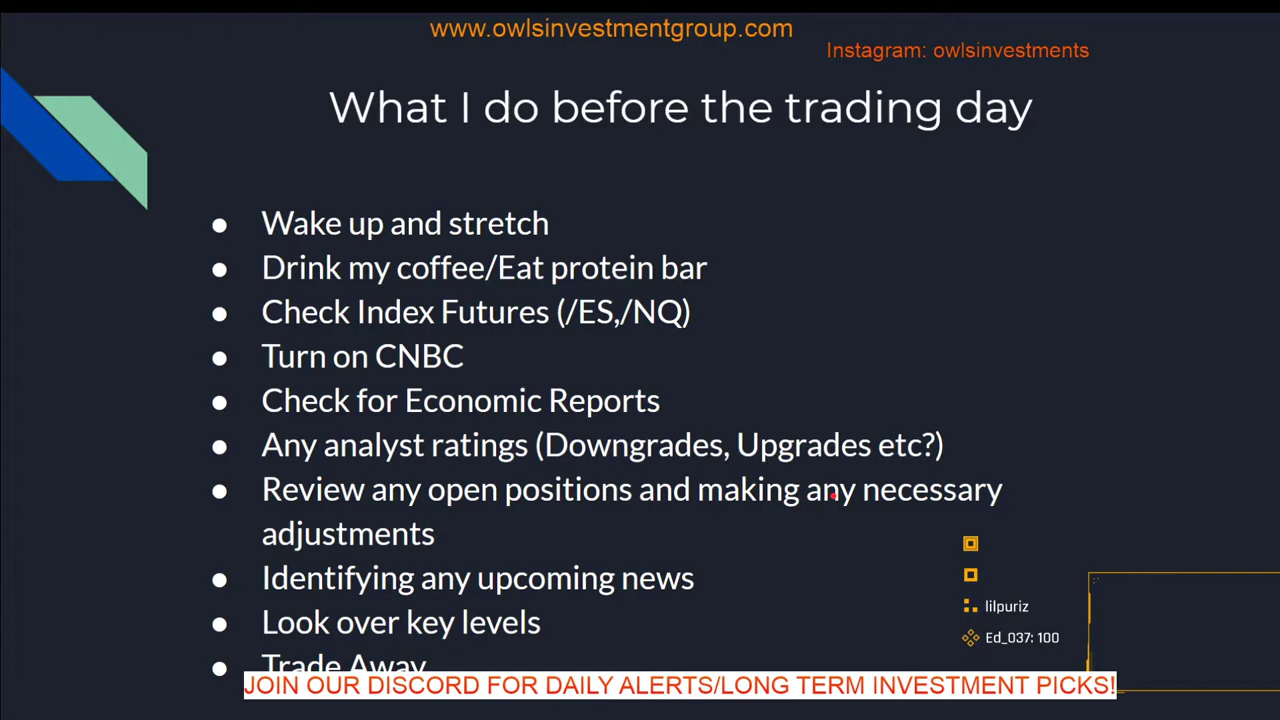 www.owlsinvestmentgroup.com
Instagram: owlsinvestments
What I do before the trading day
● Wake up and stretch
● Drink my coffee/Eat protein bar
● Check Index Futures (/ES,/NQ)
● Turn on CNBC
● Check for Economic Reports
● Any analyst ratings (Downgrades, Upgrades etc?)
● Review any open positions and making any necessary
adjustments
● Identifying any upcoming news
● Look over key levels
● Trade Away
lilpuriz
Ed_037: 100
JOIN OUR DISCORD FOR DAILY ALERTS/LONG TERM INVESTMENT PICKS!